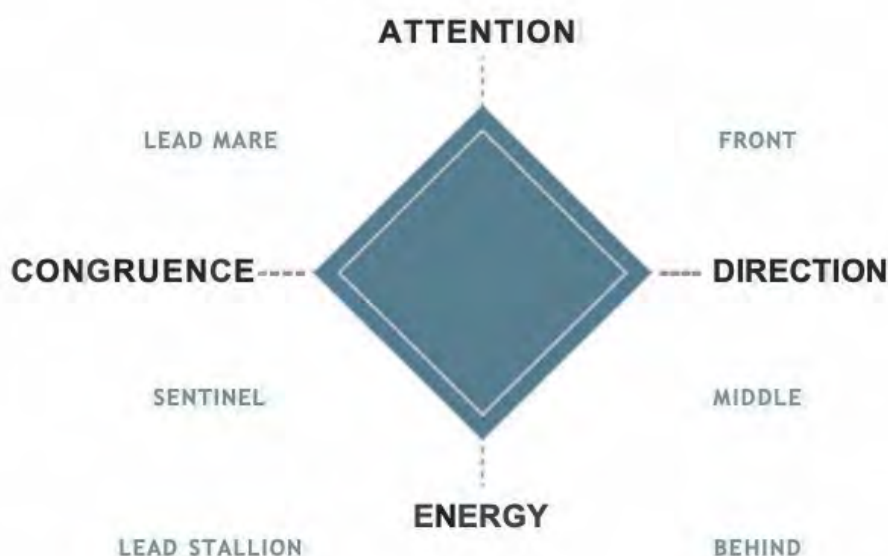 ATTENTION
LEAD MARE FRONT
CONGRUENCE DIRECTION
SENTINEL MIDDLE
ENERGY
LEAD STALLION BEHIND